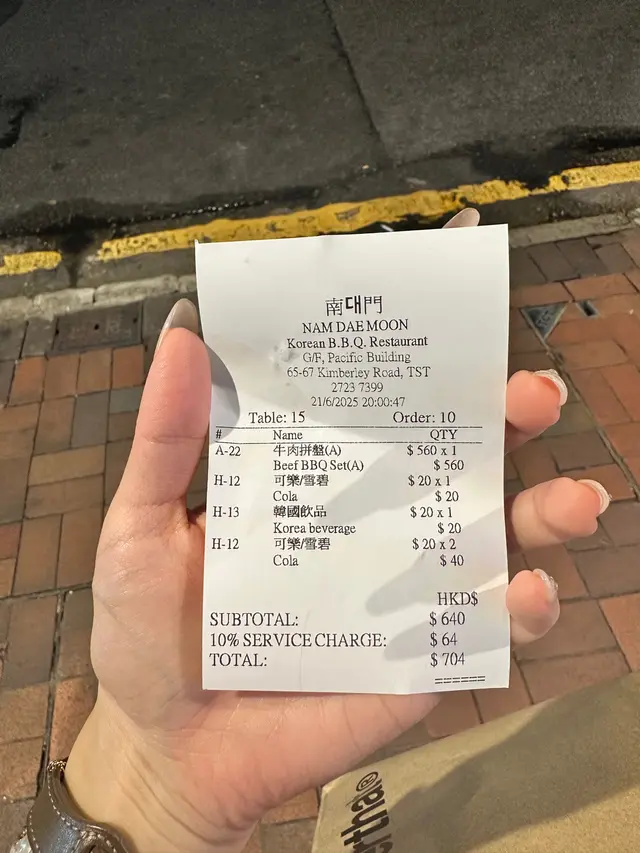 南대門
NAM DAE MOON
Korean B.B.Q. Restaurant
G/F, Pacific Building
65-67 Kimberley Road, TST
2723 7399
21/6/2025 20:00:47
Table: 15 Order: 10
# Name QTY
A-22 牛肉拼盤(A) $ 560 x 1
Beef BBQ Set(A) $ 560
H-12 可樂/雪碧 $ 20 x 1
Cola $ 20
H-13 韓國飲品 $ 20 x 1
Korea beverage $ 20
H-12 可樂/雪碧 $ 20 x 2
Cola $ 40
HKD$
SUBTOTAL: $ 640
10% SERVICE CHARGE: $ 64
TOTAL: $ 704